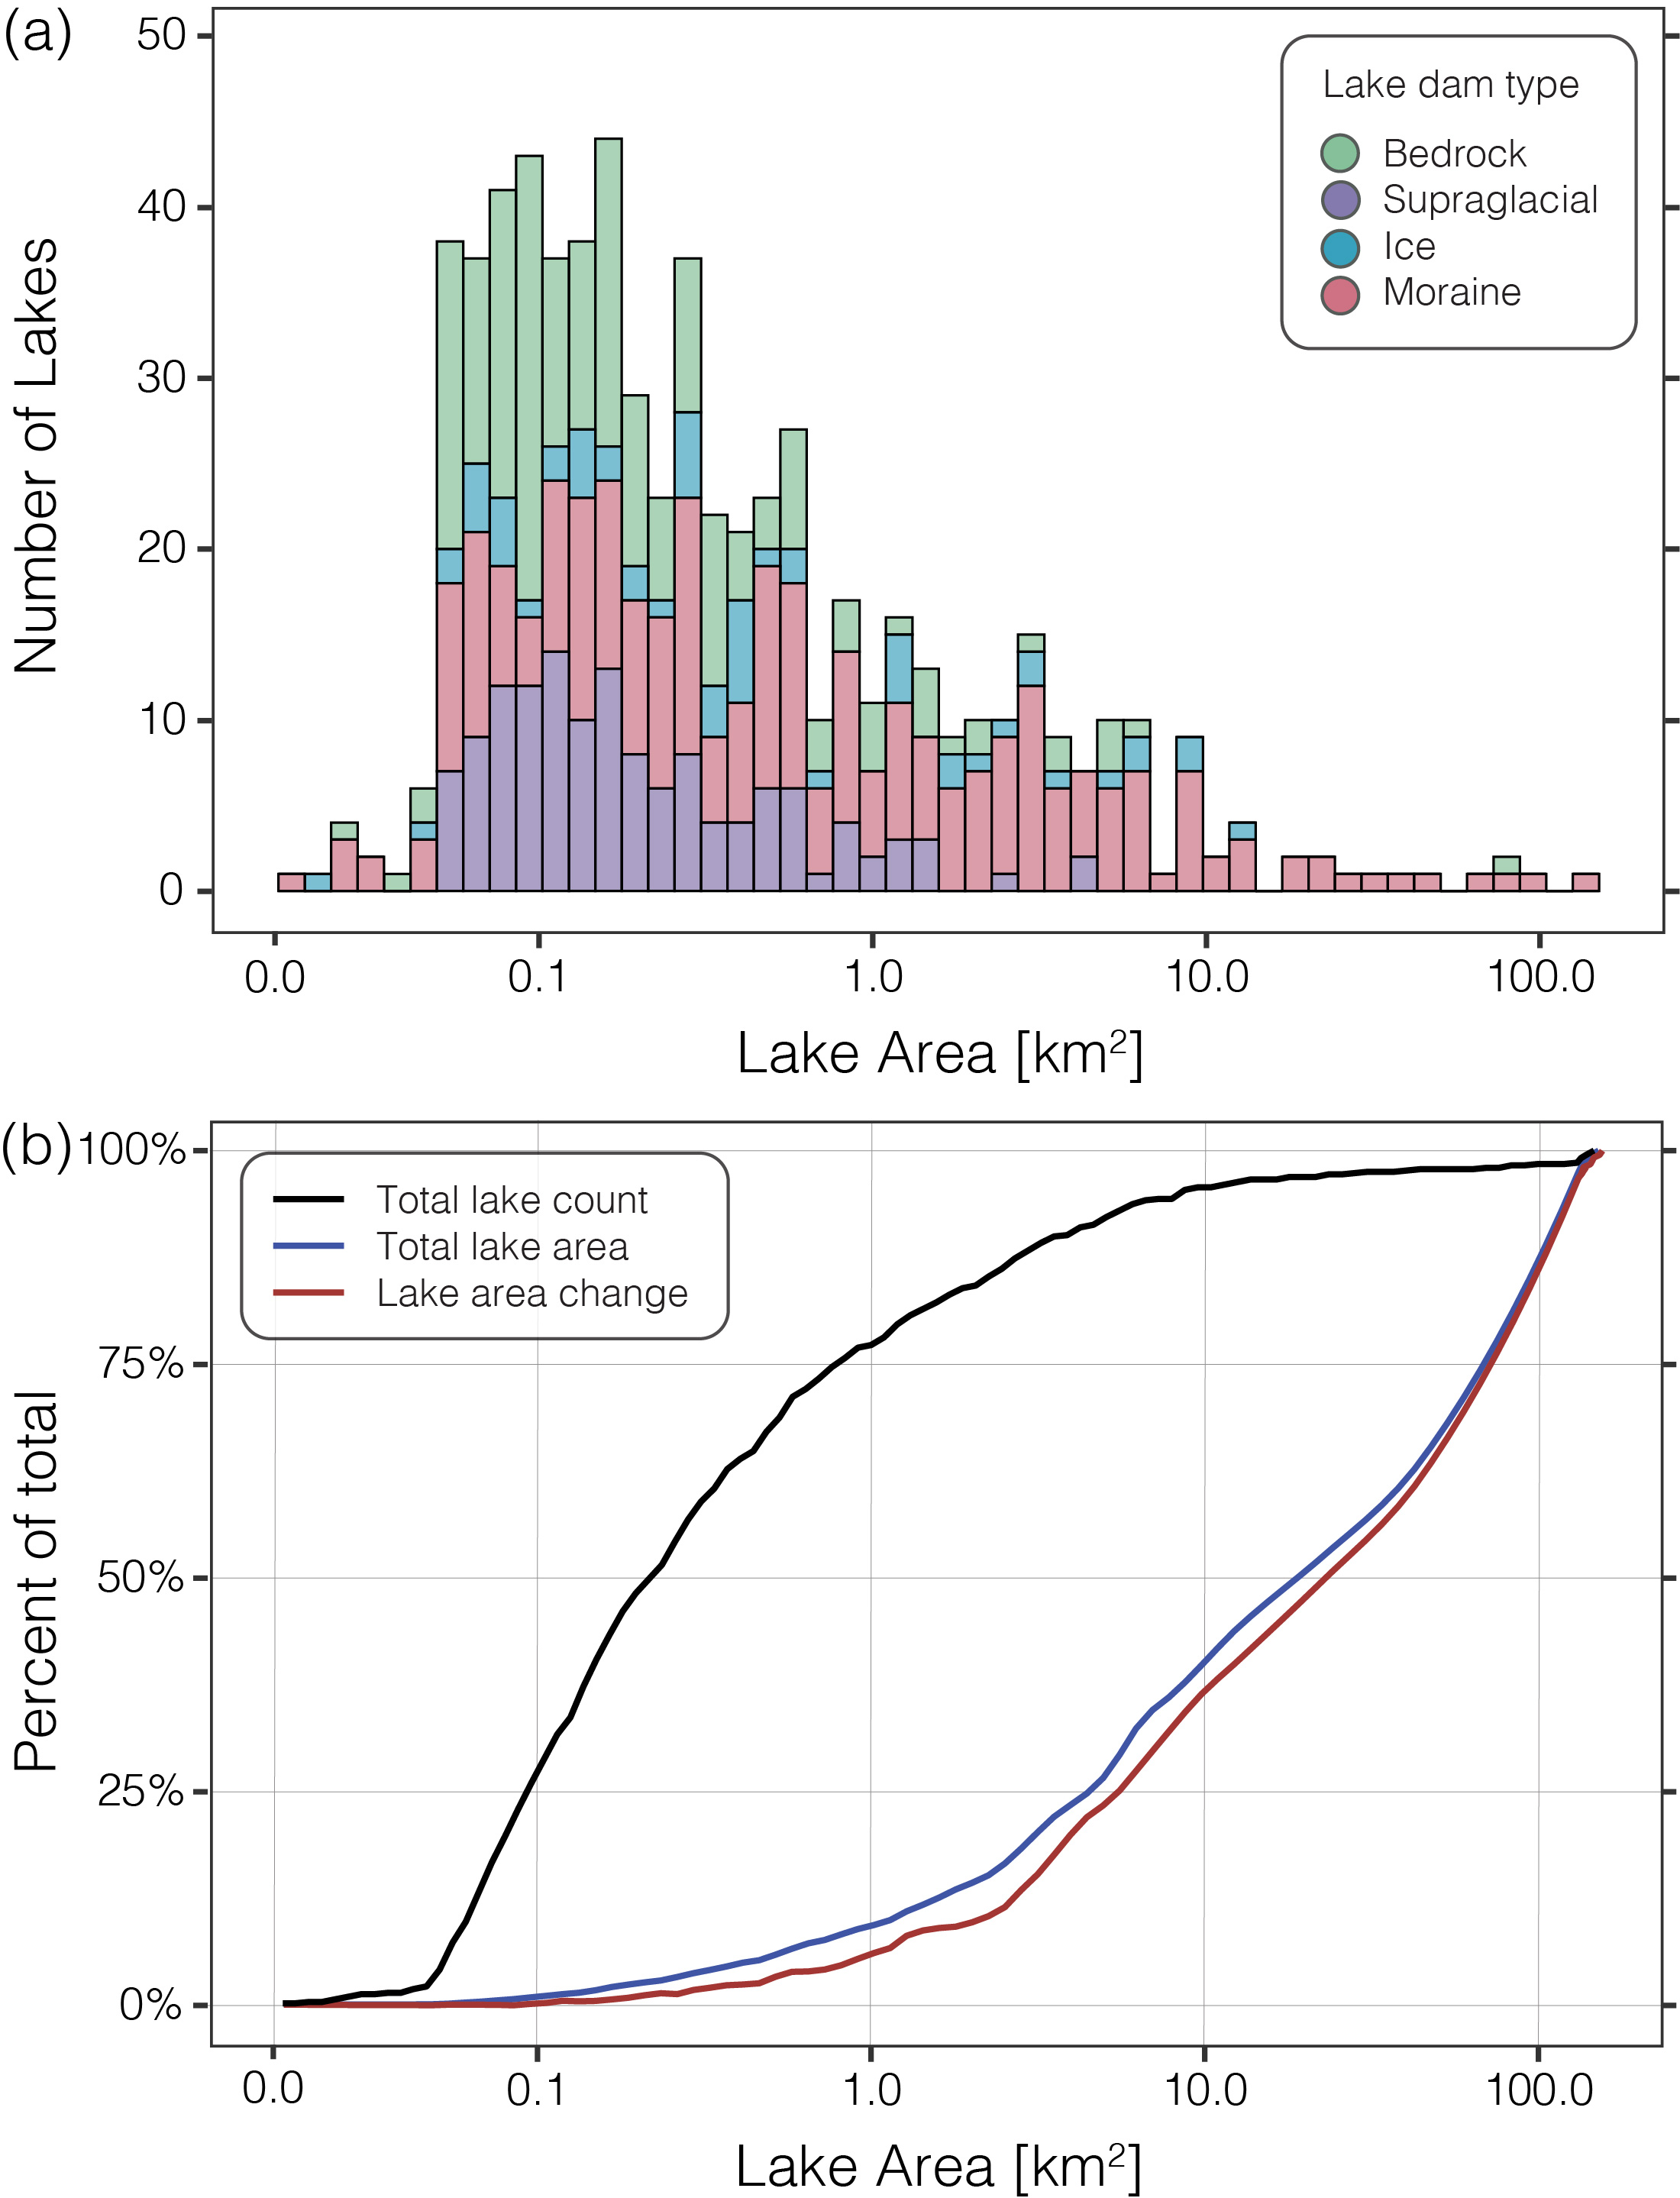 (a)
50
40
30
20
10
0
Number of Lakes
Lake dam type
Bedrock
Supraglacial
Ice
Moraine
0.0 0.1 1.0 10.0 100.0
Lake Area [km²]
(b)
100%
75%
50%
25%
0%
Percent of total
Total lake count
Total lake area
Lake area change
0.0 0.1 1.0 10.0 100.0
Lake Area [km²]